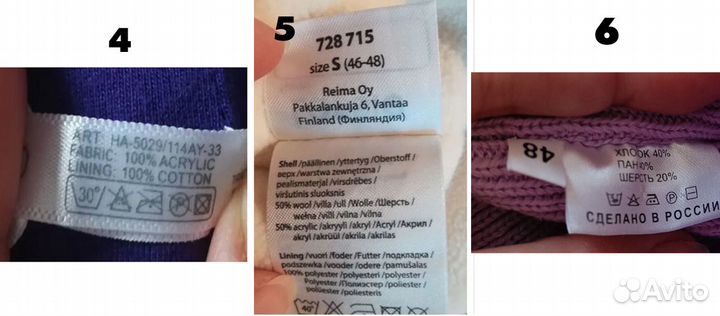 4
ART. HA-5029/114AY-33
FABRIC: 100% ACRYLIC
LINING: 100% COTTON
30°
5
728 715
size S (46-48)
Reima Oy
Pakkalankuja 6, Vantaa
Finland (Финляндия)
Shell/päällinen/yttertyg/Oberstoff/
верх/warstwa zewnętrzna/
pealismaterjal/virsdrēbes/
viršutinis sluoksnis
50% wool/villa/ull/Wolle/Шерсть/
wełna/villi/vilna/vilna
50% acrylic/akryyli/akryl/Acryl/Акрил/
akryl/akrüül/akrila/akrilas
Lining/vuori/foder/Futter/подкладка/
podszewka/vooder/odere/pamušalas
100% polyester/polyesteri/polyester/
Polyester/Полиэстер/poliester/
polüester/poliesteris/
40°
6
48
ХЛОПОК 40%
ПАН 40%
ШЕРСТЬ 20%
СДЕЛАНО В РОССИИ
Avito